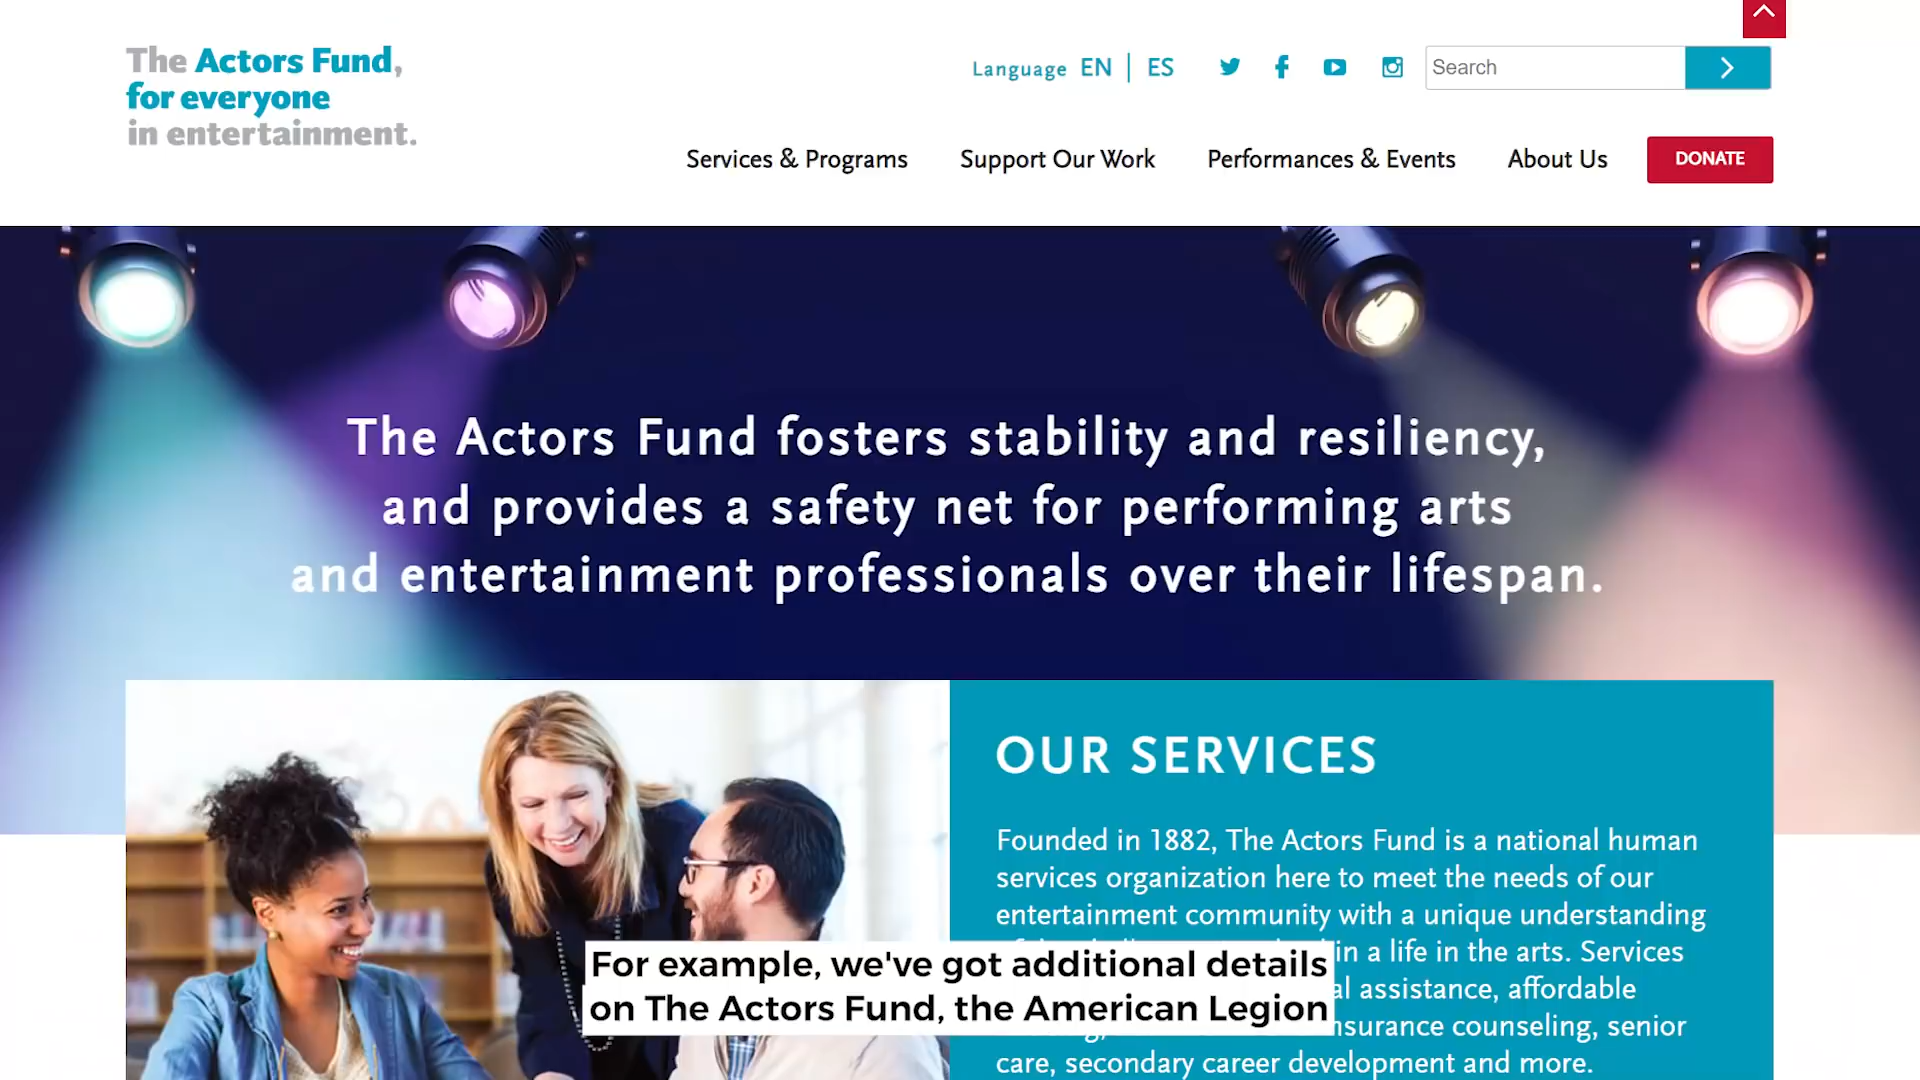 The Actors Fund,
for everyone
in entertainment.
Language EN | ES
Search
Services & Programs
Support Our Work
Performances & Events
About Us
DONATE
The Actors Fund fosters stability and resiliency,
and provides a safety net for performing arts
and entertainment professionals over their lifespan.
OUR SERVICES
Founded in 1882, The Actors Fund is a national human
services organization here to meet the needs of our
entertainment community with a unique understanding
in a life in the arts. Services
assistance, affordable
insurance counseling, senior
care, secondary career development and more.
For example, we've got additional details
on The Actors Fund, the American Legion